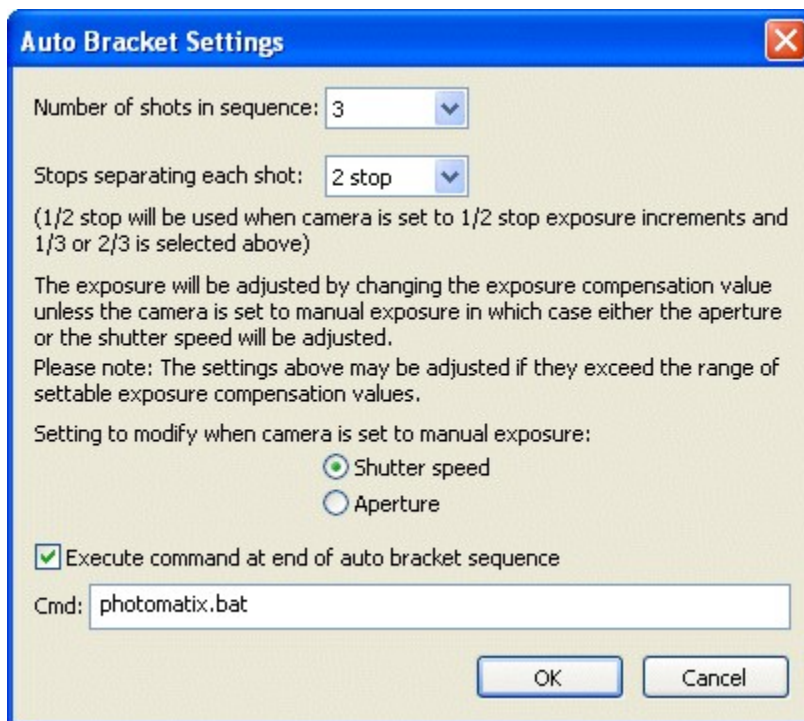 Auto Bracket Settings
Number of shots in sequence: 3
Stops separating each shot: 2 stop
(1/2 stop will be used when camera is set to 1/2 stop exposure increments and
1/3 or 2/3 is selected above)
The exposure will be adjusted by changing the exposure compensation value
unless the camera is set to manual exposure in which case either the aperture
or the shutter speed will be adjusted.
Please note: The settings above may be adjusted if they exceed the range of
settable exposure compensation values.
Setting to modify when camera is set to manual exposure:
Shutter speed
Aperture
Execute command at end of auto bracket sequence
Cmd: photomatix.bat
OK Cancel